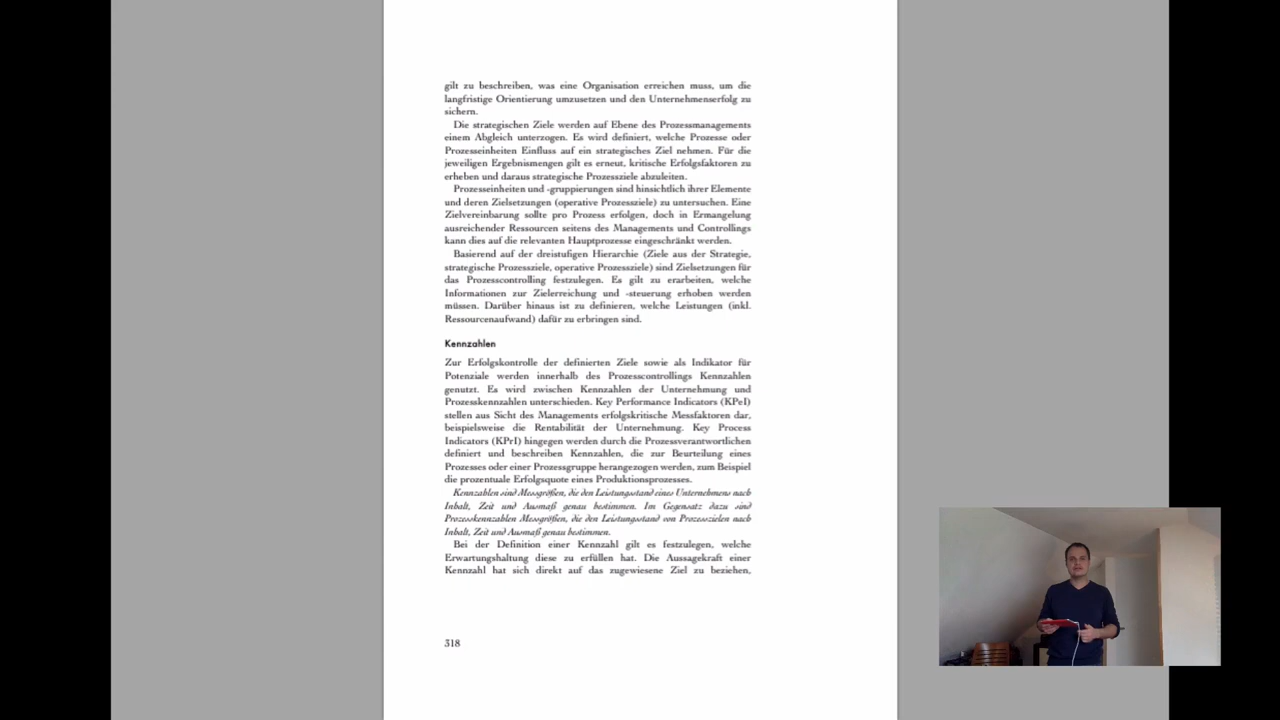 gilt zu beschreiben, was eine Organisation erreichen muss, um die
langfristige Orientierung umzusetzen und den Unternehmenserfolg zu
sichern.
Die strategischen Ziele werden auf Ebene des Prozessmanagements
einem Abgleich unterzogen. Es wird definiert, welche Prozesse oder
Prozesseinheiten Einfluss auf ein strategisches Ziel nehmen. Für die
jeweiligen Ergebnismengen gilt es erneut, kritische Erfolgsfaktoren zu
erheben und daraus strategische Prozessziele abzuleiten.
Prozesseinheiten und -gruppierungen sind hinsichtlich ihrer Elemente
und deren Zielsetzungen (operative Prozessziele) zu untersuchen. Eine
Zielvereinbarung sollte pro Prozess erfolgen, doch in Ermangelung
ausreichender Ressourcen seitens des Managements und Controllings
kann dies auf die relevanten Hauptprozesse eingeschränkt werden.
Basierend auf der dreistufigen Hierarchie (Ziele aus der Strategie,
strategische Prozessziele, operative Prozessziele) sind Zielsetzungen für
das Prozesscontrolling festzulegen. Es gilt zu erarbeiten, welche
Informationen zur Zielerreichung und -steuerung erhoben werden
müssen. Darüber hinaus ist zu definieren, welche Leistungen (inkl.
Ressourcenaufwand) dafür zu erbringen sind.
Kennzahlen
Zur Erfolgskontrolle der definierten Ziele sowie als Indikator für
Potenziale werden innerhalb des Prozesscontrollings Kennzahlen
genutzt. Es wird zwischen Kennzahlen der Unternehmung und
Prozesskennzahlen unterschieden. Key Performance Indicators (KPeI)
stellen aus Sicht des Managements erfolgskritische Messfaktoren dar,
beispielsweise die Rentabilität der Unternehmung. Key Process
Indicators (KPrI) hingegen werden durch die Prozessverantwortlichen
definiert und beschreiben Kennzahlen, die zur Beurteilung eines
Prozesses oder einer Prozessgruppe herangezogen werden, zum Beispiel
die prozentuale Erfolgsquote eines Produktionsprozesses.
Kennzahlen sind Messgrößen, die den Leistungsstand eines Unternehmens nach
Inhalt, Zeit und Ausmaß genau bestimmen. Im Gegensatz dazu sind
Prozesskennzahlen Messgrößen, die den Leistungsstand von Prozesszielen nach
Inhalt, Zeit und Ausmaß genau bestimmen.
Bei der Definition einer Kennzahl gilt es festzulegen, welche
Erwartungshaltung diese zu erfüllen hat. Die Aussagekraft einer
Kennzahl hat sich direkt auf das zugewiesene Ziel zu beziehen,
318